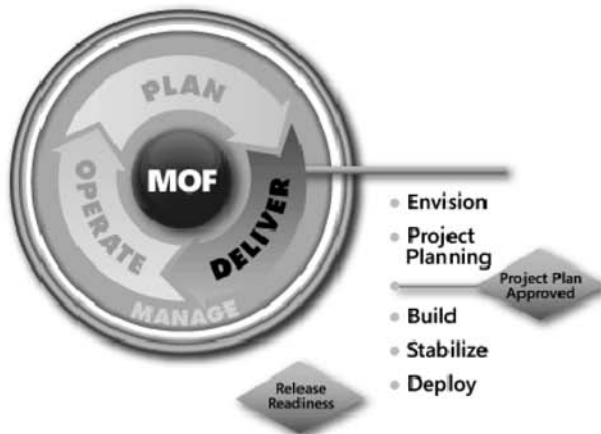 PLAN
MOF
OPERATE
DELIVER
MANAGE
Envision
Project
Planning
Project Plan
Approved
Build
Stabilize
Deploy
Release
Readiness